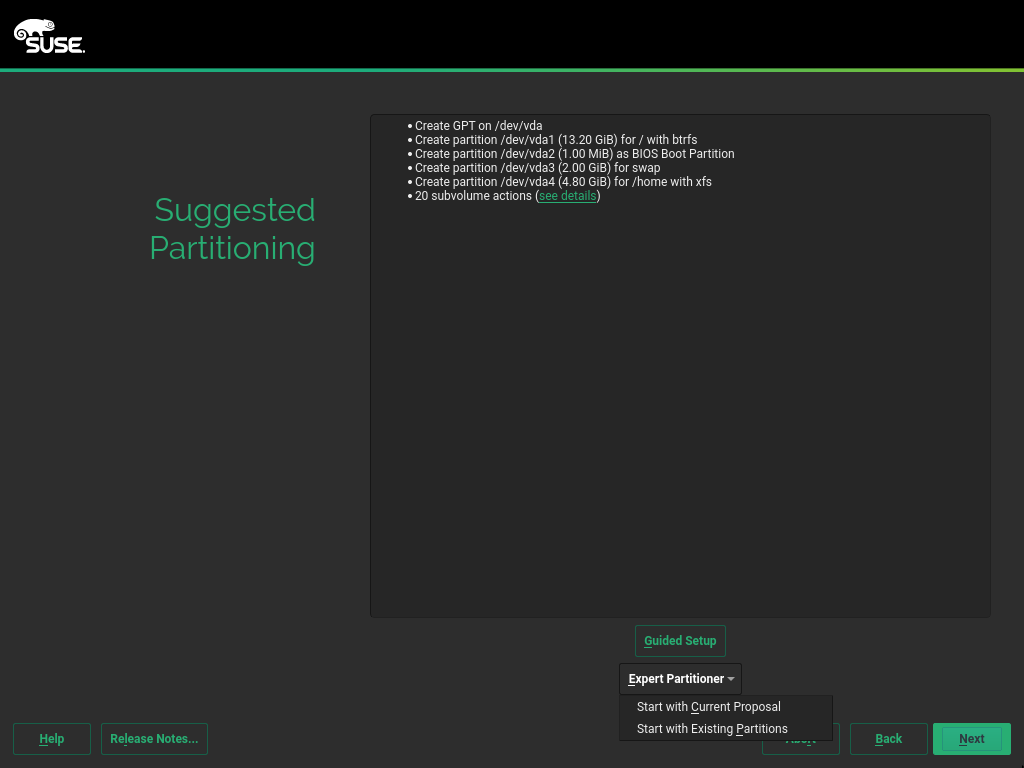 SUSE.
Suggested
Partitioning
• Create GPT on /dev/vda
• Create partition /dev/vda1 (13.20 GiB) for / with btrfs
• Create partition /dev/vda2 (1.00 MiB) as BIOS Boot Partition
• Create partition /dev/vda3 (2.00 GiB) for swap
• Create partition /dev/vda4 (4.80 GiB) for /home with xfs
• 20 subvolume actions (see details)
Guided Setup
Expert Partitioner
Start with Current Proposal
Start with Existing Partitions
Help
Release Notes...
Back
Next